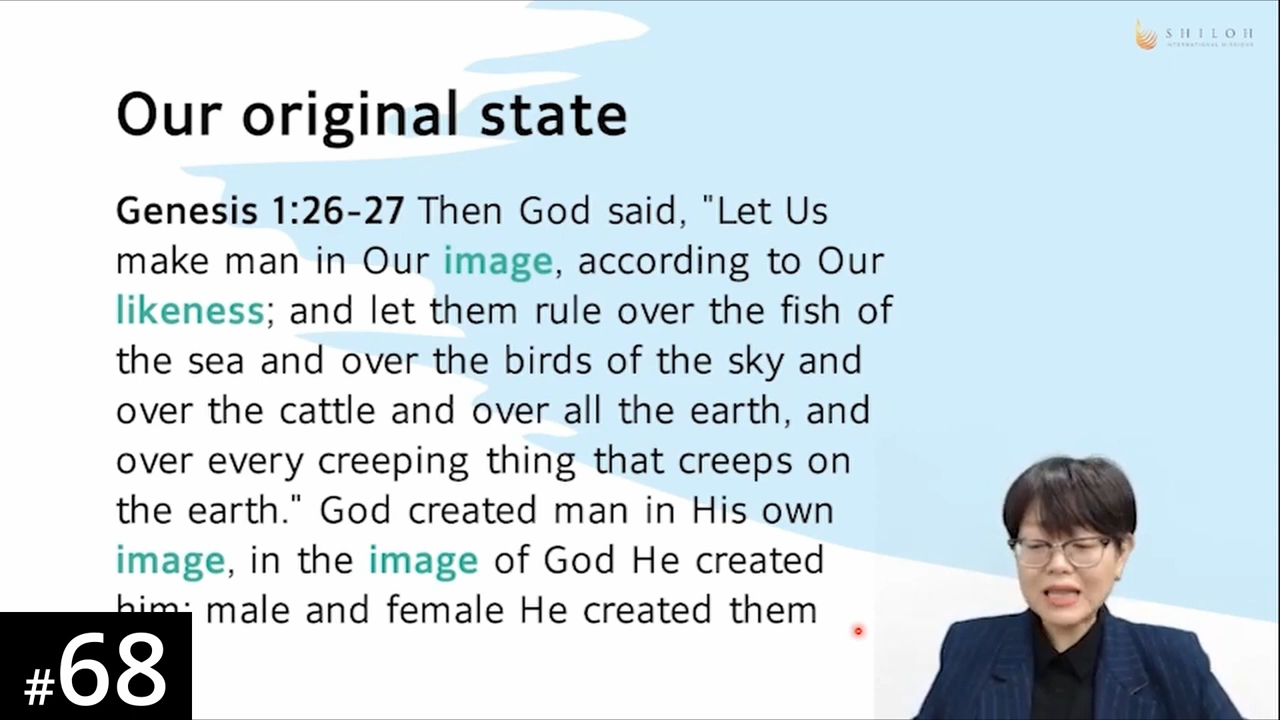 SHILOH
INTERNATIONAL MISSIONS
Our original state
Genesis 1:26-27 Then God said, "Let Us
make man in Our image, according to Our
likeness; and let them rule over the fish of
the sea and over the birds of the sky and
over the cattle and over all the earth, and
over every creeping thing that creeps on
the earth." God created man in His own
image, in the image of God He created
him; male and female He created them
#68